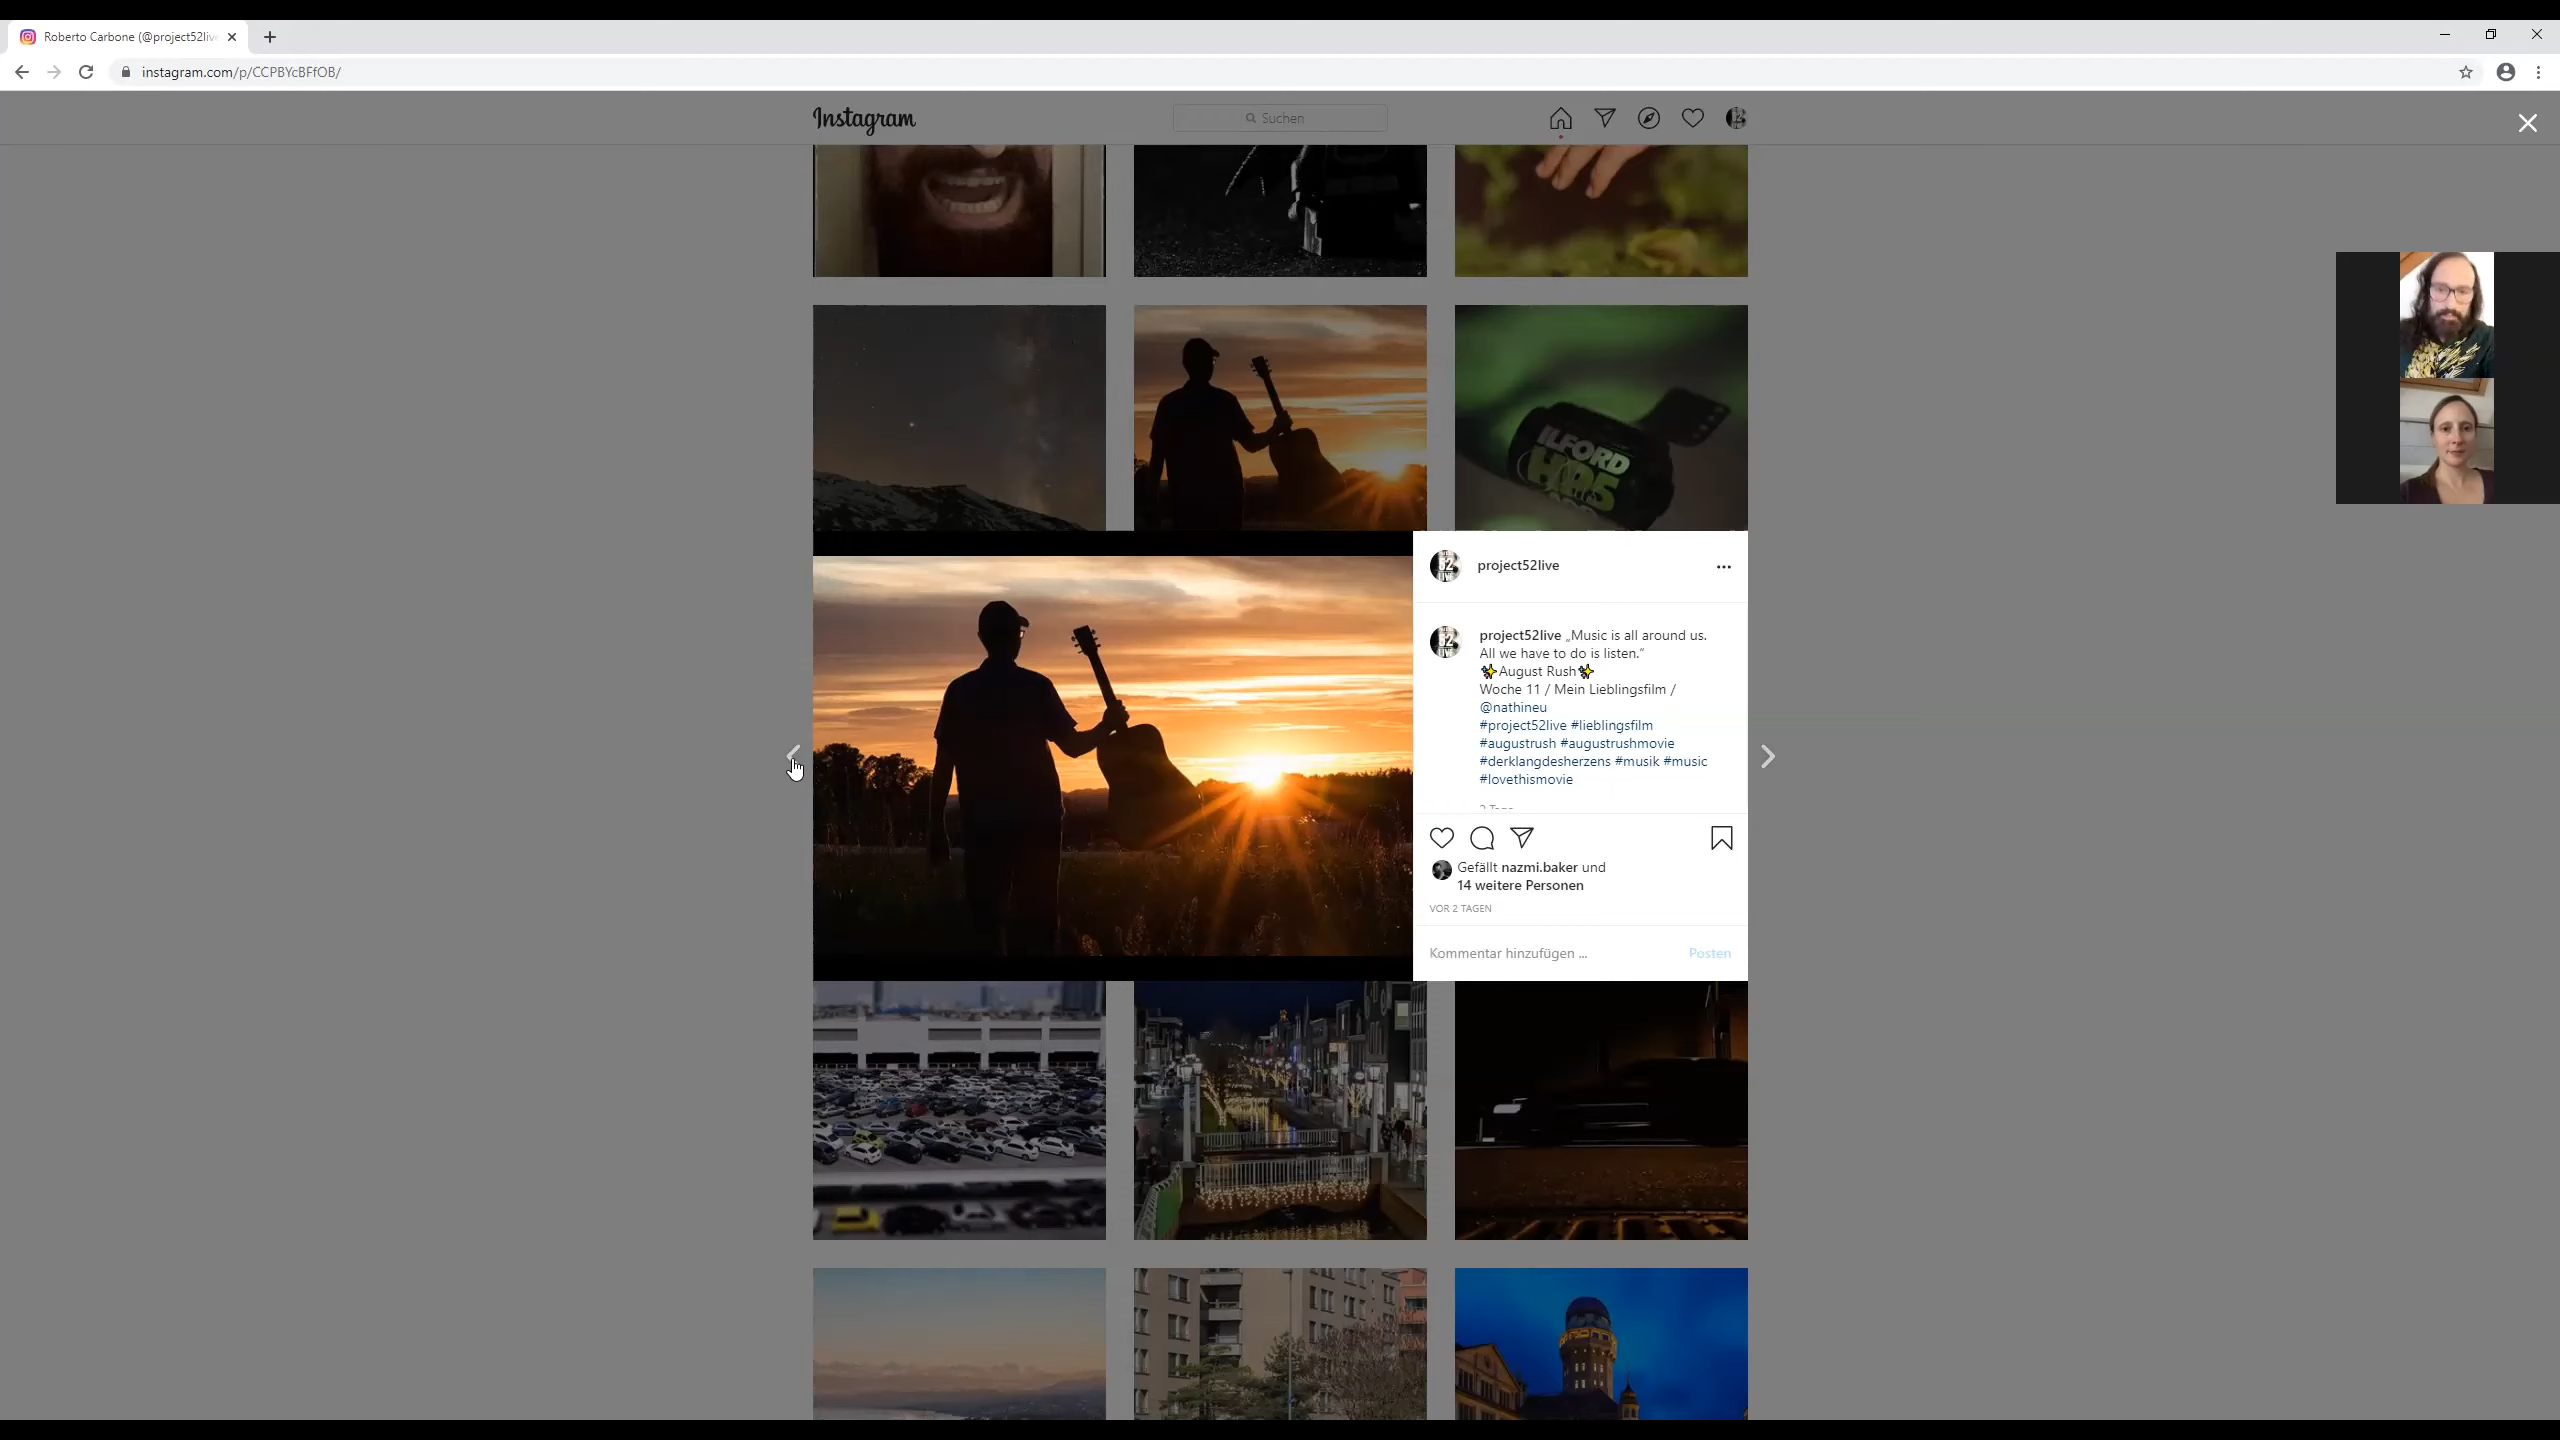 Roberto Carbone (@project52liv
instagram.com/p/CCPBYcBFfOB/
Instagram
Suchen
ILFORD
HP5
project52live
project52live „Music is all around us.
All we have to do is listen.“
✨August Rush✨
Woche 11 / Mein Lieblingsfilm /
@nathineu
#project52live #lieblingsfilm
#augustrush #augustrushmovie
#derklangdesherzens #musik #music
#lovethismovie
Gefällt nazmi.baker und
14 weitere Personen
VOR 2 TAGEN
Kommentar hinzufügen ...
Posten